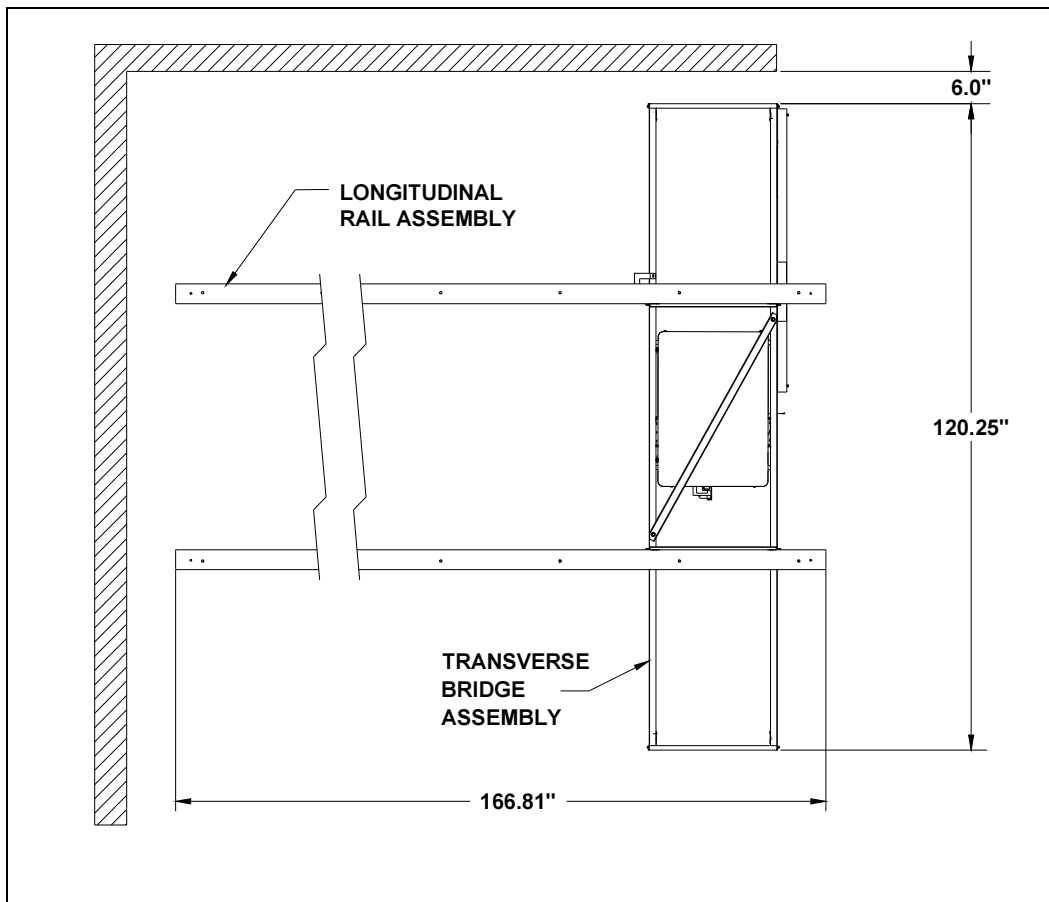 6.0"
LONGITUDINAL
RAIL ASSEMBLY
120.25"
TRANSVERSE
BRIDGE
ASSEMBLY
166.81"